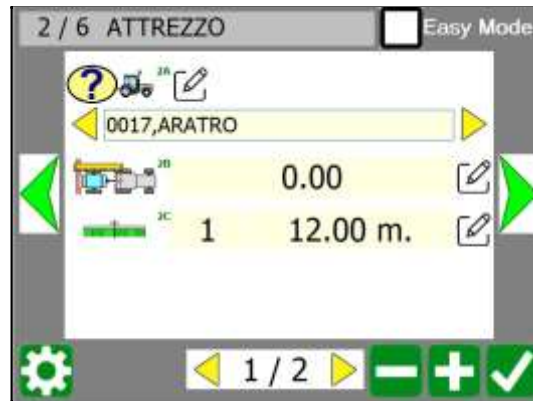 2 / 6 ATTREZZO Easy Mode
? 2A
0017,ARATRO
2B 0.00
2C 1 12.00 m.
1 / 2